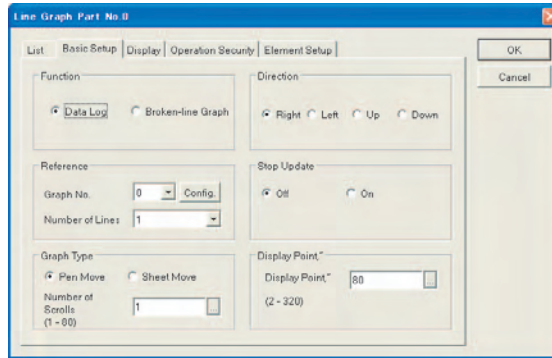 Line Graph Part No.0
List Basic Setup Display Operation Security Element Setup
OK
Cancel
Function
Data Log Broken-line Graph
Direction
Right Left Up Down
Reference
Graph No. 0 Config.
Number of Lines 1
Stop Update
Off On
Graph Type
Pen Move Sheet Move
Number of
Scrolls
(1 - 80)
1
Display Point,"
Display Point," 80
(2 - 320)